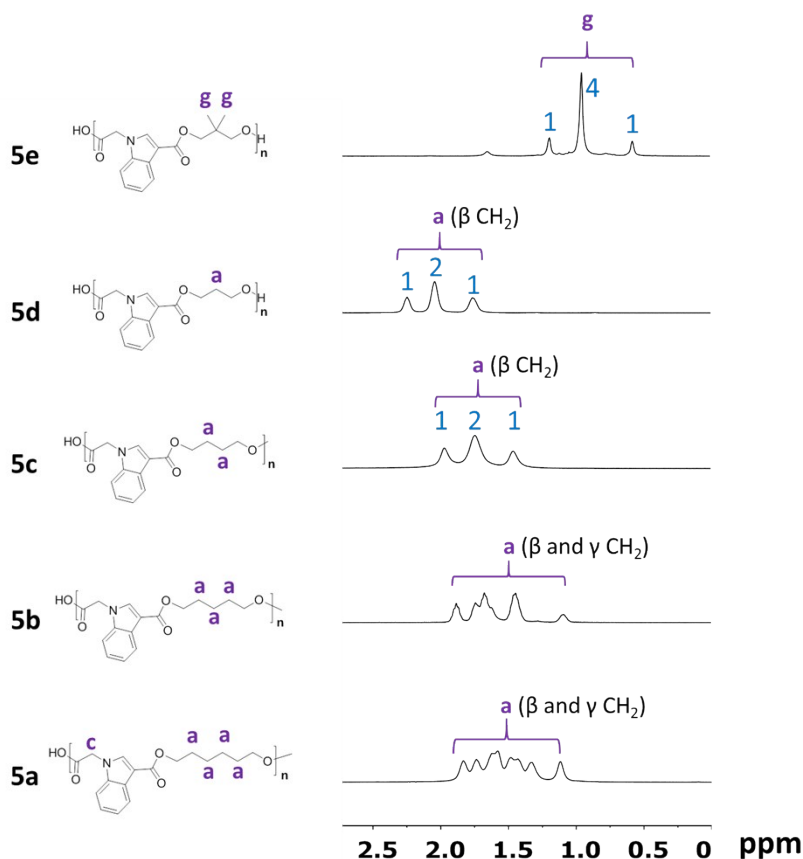 g
5e
g g
HO
O
N
O
O
O
H
n
1
4
1
a (β CH₂)
5d
a
HO
O
N
O
O
O
H
n
1
2
1
a (β CH₂)
5c
a
a
HO
O
N
O
O
O
n
1
2
1
a (β and γ CH₂)
5b
a a
a
HO
O
N
O
O
O
n
a (β and γ CH₂)
5a
c
a a
a a
HO
O
N
O
O
O
n
2.5 2.0 1.5 1.0 0.5 0 ppm